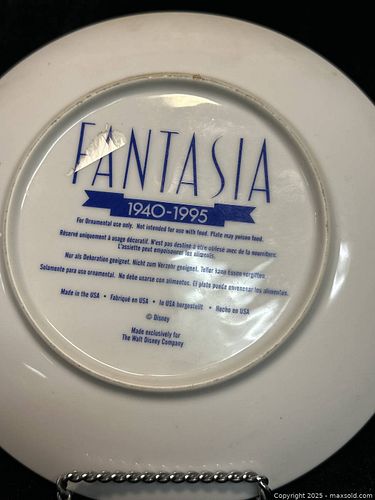 FANTASIA
1940-1995
For Ornamental use only. Not intended for use with food. Plate may poison food.
Réservé uniquement à usage décoratif. N'est pas destiné à être utilisé avec de la nourriture.
L'assiette peut empoisonner les aliments.
Nur als Dekoration geeignet. Nicht zum Verzehr geeignet. Teller kann Essen vergiften.
Solamente para uso ornamental. No debe usarse con alimentos. El plato puede envenenar los alimentos.
Made in the USA • Fabriqué en USA • In USA hergestellt • Hecho en USA
© Disney
Made exclusively for
The Walt Disney Company
Copyright 2025 - maxsold.com